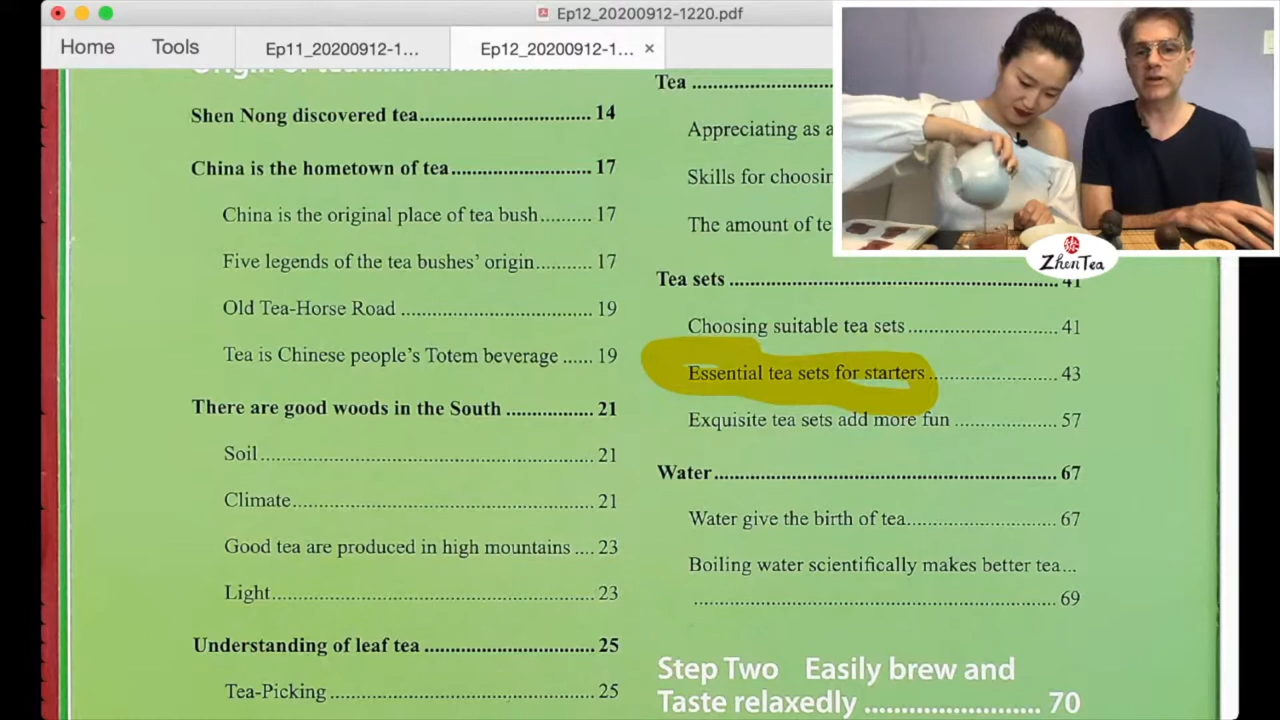 Ep12_20200912-1220.pdf
Home
Tools
Ep11_20200912-1...
Ep12_20200912-1... ×
Origin of tea
Shen Nong discovered tea.................................... 14
China is the hometown of tea............................. 17
China is the original place of tea bush.......... 17
Five legends of the tea bushes’ origin............ 17
Old Tea-Horse Road .................................... 19
Tea is Chinese people’s Totem beverage ...... 19
There are good woods in the South .................. 21
Soil.............................................................. 21
Climate........................................................ 21
Good tea are produced in high mountains .... 23
Light............................................................ 23
Understanding of leaf tea ................................... 25
Tea-Picking ................................................. 25
Tea ...........................
Appreciating as a
Skills for choosin
The amount of te
Tea sets .............................................................. 41
Choosing suitable tea sets............................. 41
Essential tea sets for starters ......................... 43
Exquisite tea sets add more fun .................... 57
Water................................................................. 67
Water give the birth of tea............................. 67
Boiling water scientifically makes better tea...
............................................................ 69
Step Two Easily brew and
Taste relaxedly ...................... 70
ZhenTea